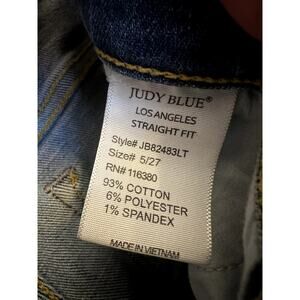 JUDY BLUE®
LOS ANGELES
STRAIGHT FIT
Style# JB82483LT
Size# 5/27
RN# 116380
93% COTTON
6% POLYESTER
1% SPANDEX
MADE IN VIETNAM